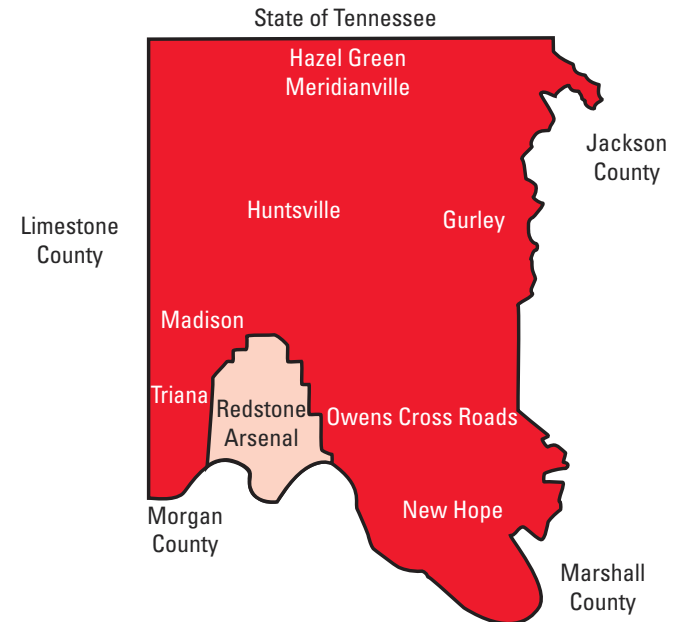 State of Tennessee
Hazel Green
Meridianville
Jackson
County
Huntsville
Gurley
Limestone
County
Madison
Triana
Redstone
Arsenal
Owens Cross Roads
New Hope
Morgan
County
Marshall
County